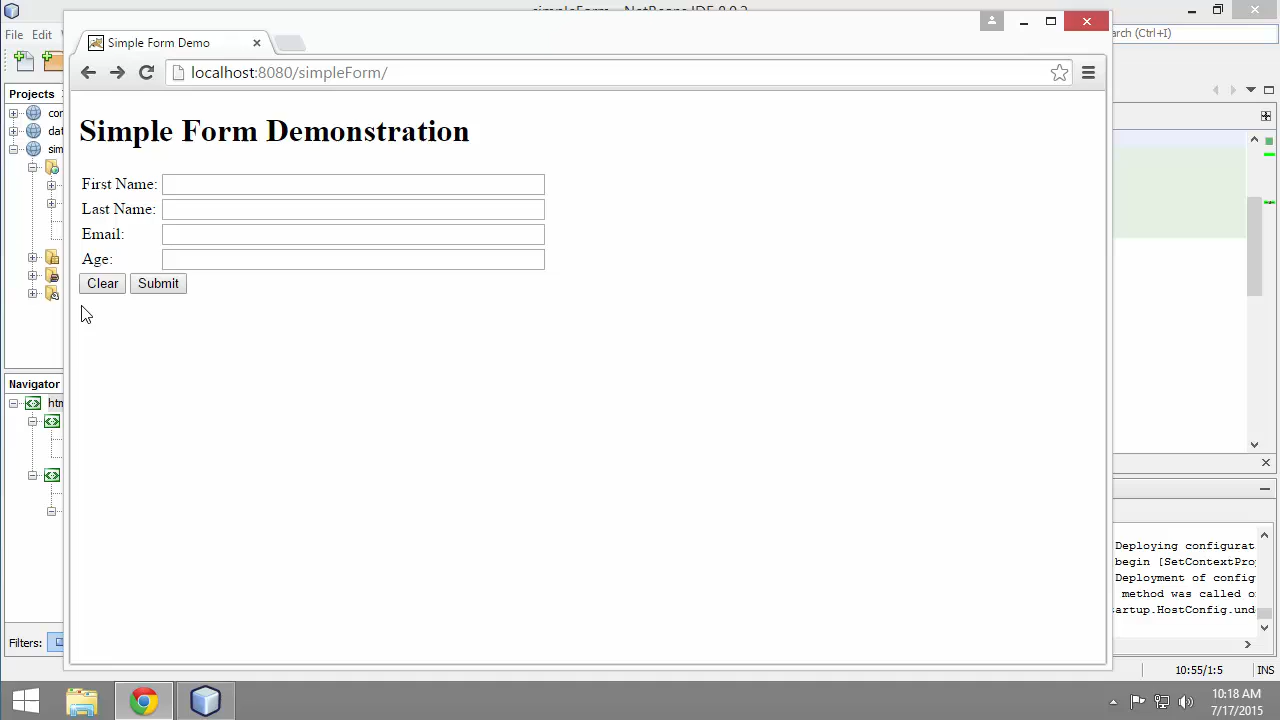 File Edit
arch (Ctrl+I)
Simple Form Demo
localhost:8080/simpleForm/
Projects
Simple Form Demonstration
First Name:
Last Name:
Email:
Age:
Clear Submit
Navigator
Deploying configurat
begin [SetContextPro
Deployment of config
method was called o
artup.HostConfig.und
Filters:
10:55/1:5 INS
10:18 AM
7/17/2015